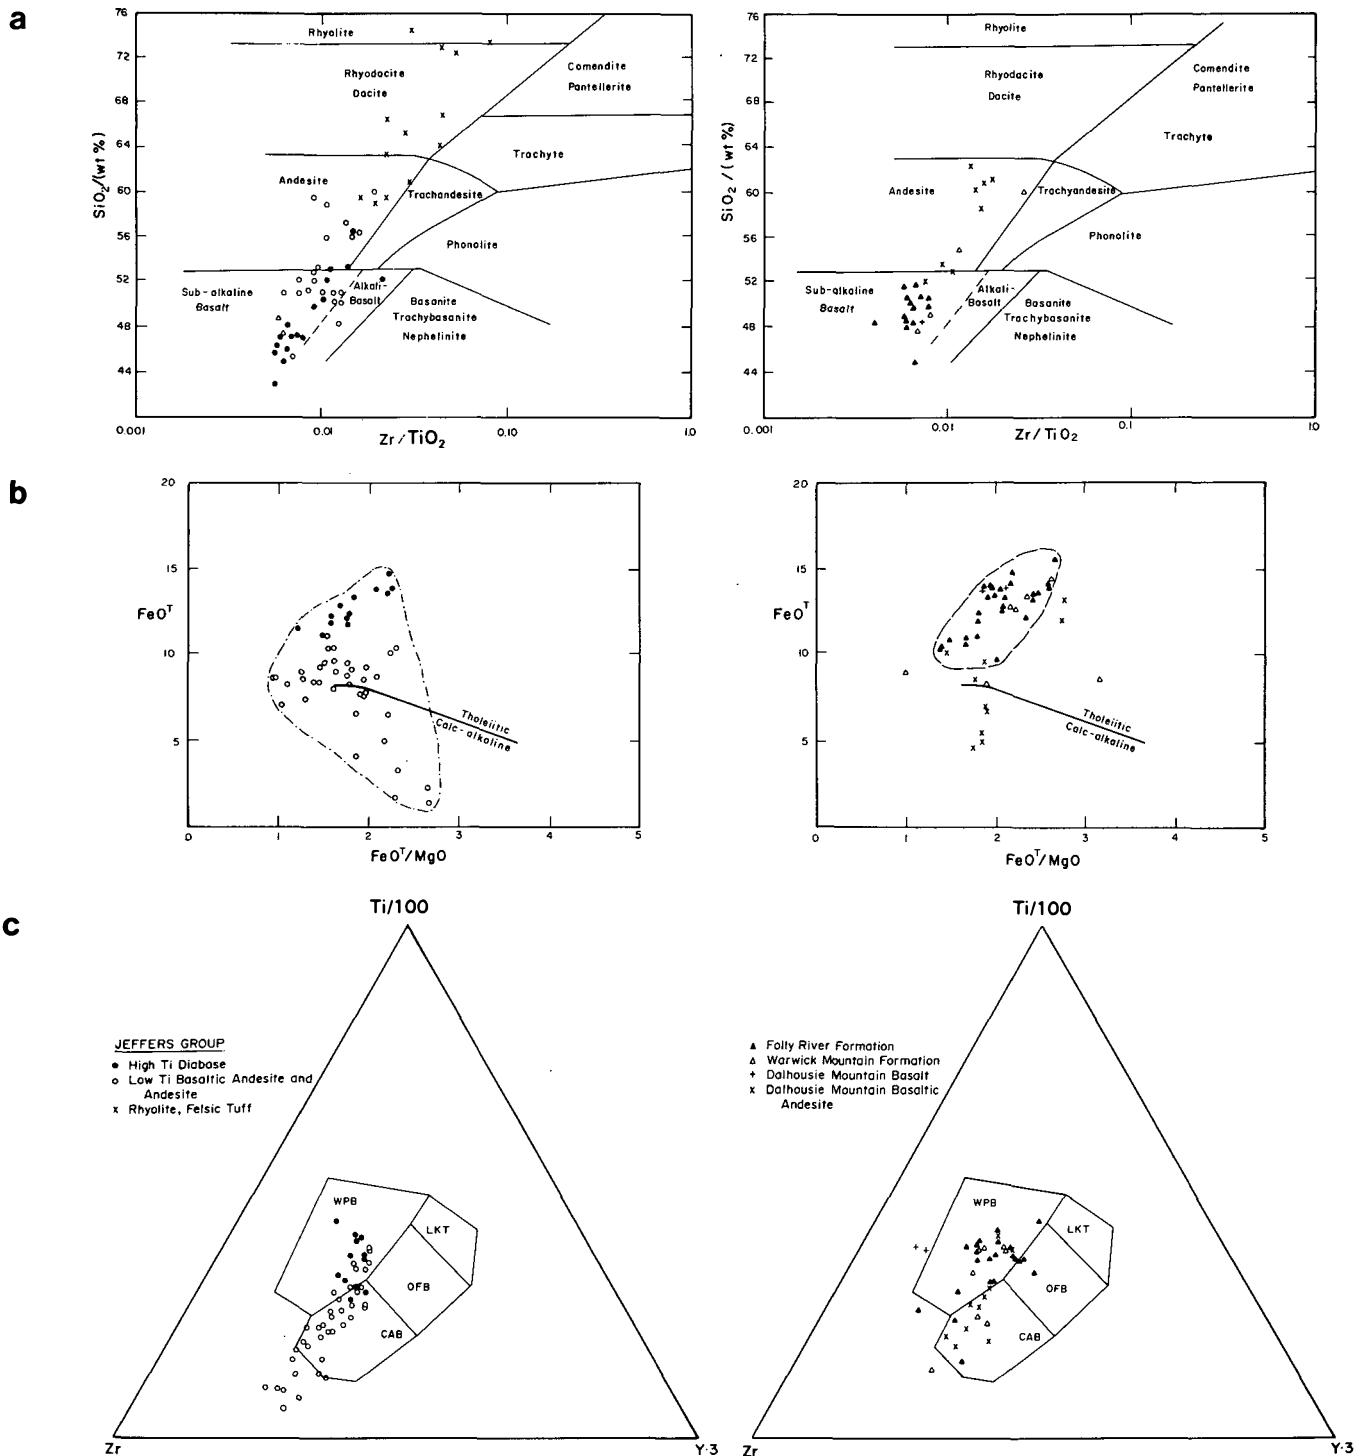 a
76
72
68
64
60
56
52
48
44
SiO2/(wt %)
Rhyolite
Rhyodacite
Dacite
Comendite
Pantellerite
Trachyte
Andesite
Trachandesite
Phonolite
Sub-alkaline
Basalt
Alkali-
Basalt
Basanite
Trachybasanite
Nephelinite
0.001
0.01
0.10
1.0
Zr/TiO2
76
72
68
64
60
56
52
48
44
SiO2/(wt %)
Rhyolite
Rhyodacite
Dacite
Comendite
Pantellerite
Trachyte
Andesite
Trachyandesite
Phonolite
Sub-alkaline
Basalt
Alkali-
Basalt
Basanite
Trachybasanite
Nephelinite
0.001
0.01
0.1
1.0
Zr/TiO2
b
20
15
10
5
FeOT
Tholeiitic
Calc-alkaline
0
1
2
3
4
5
FeOT/MgO
20
15
10
5
FeOT
Tholeiitic
Calc-alkaline
0
1
2
3
4
5
FeOT/MgO
c
Ti/100
JEFFERS GROUP
High Ti Diabase
Low Ti Basaltic Andesite and
Andesite
x Rhyolite, Felsic Tuff
WPB
LKT
OFB
CAB
Zr
Y·3
Ti/100
▲ Folly River Formation
△ Warwick Mountain Formation
+ Dalhousie Mountain Basalt
x Dalhousie Mountain Basaltic
Andesite
WPB
LKT
OFB
CAB
Zr
Y·3